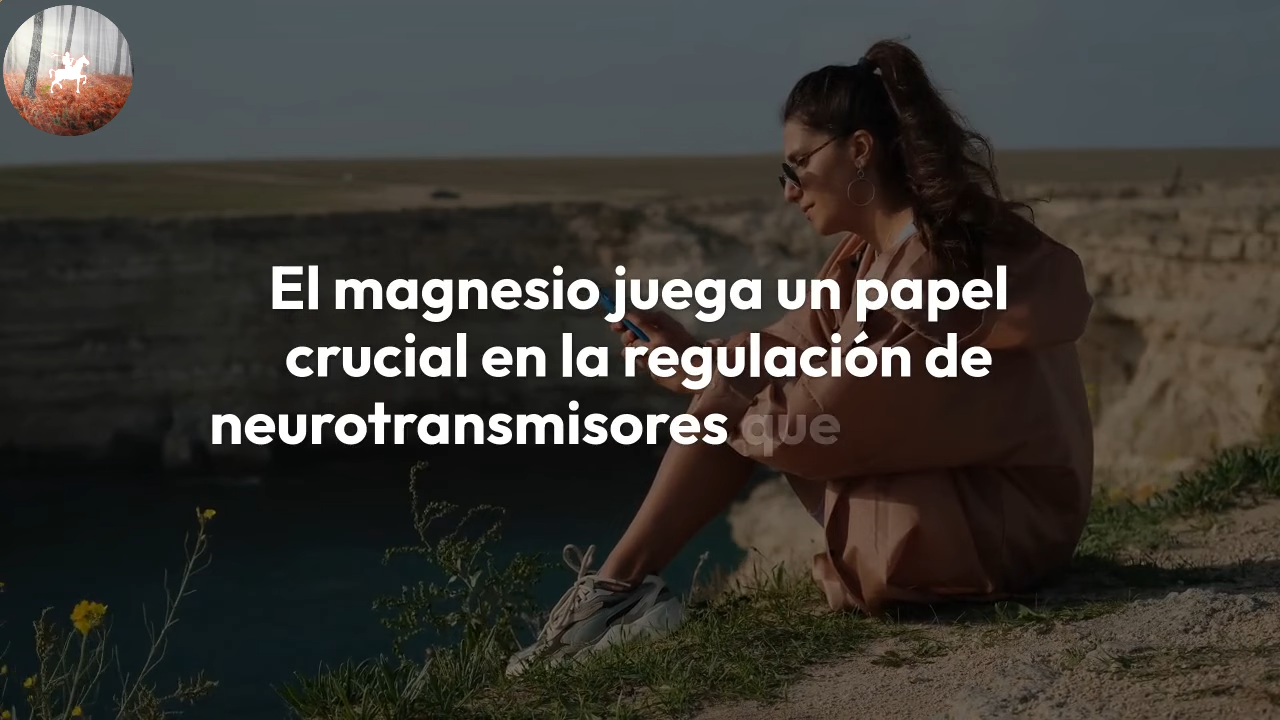 El magnesio juega un papel
crucial en la regulación de
neurotransmisores que